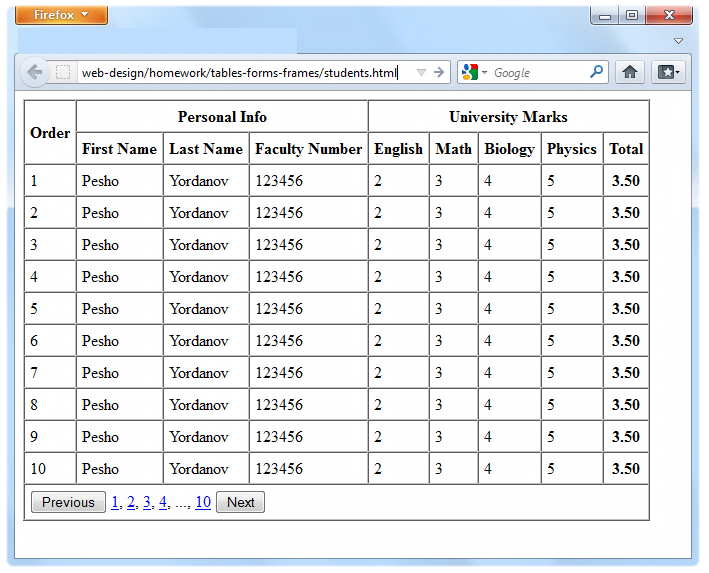 Firefox
web-design/homework/tables-forms-frames/students.html Google
Order Personal Info University Marks
First Name Last Name Faculty Number English Math Biology Physics Total
1 Pesho Yordanov 123456 2 3 4 5 3.50
2 Pesho Yordanov 123456 2 3 4 5 3.50
3 Pesho Yordanov 123456 2 3 4 5 3.50
4 Pesho Yordanov 123456 2 3 4 5 3.50
5 Pesho Yordanov 123456 2 3 4 5 3.50
6 Pesho Yordanov 123456 2 3 4 5 3.50
7 Pesho Yordanov 123456 2 3 4 5 3.50
8 Pesho Yordanov 123456 2 3 4 5 3.50
9 Pesho Yordanov 123456 2 3 4 5 3.50
10 Pesho Yordanov 123456 2 3 4 5 3.50
Previous 1, 2, 3, 4, ..., 10 Next